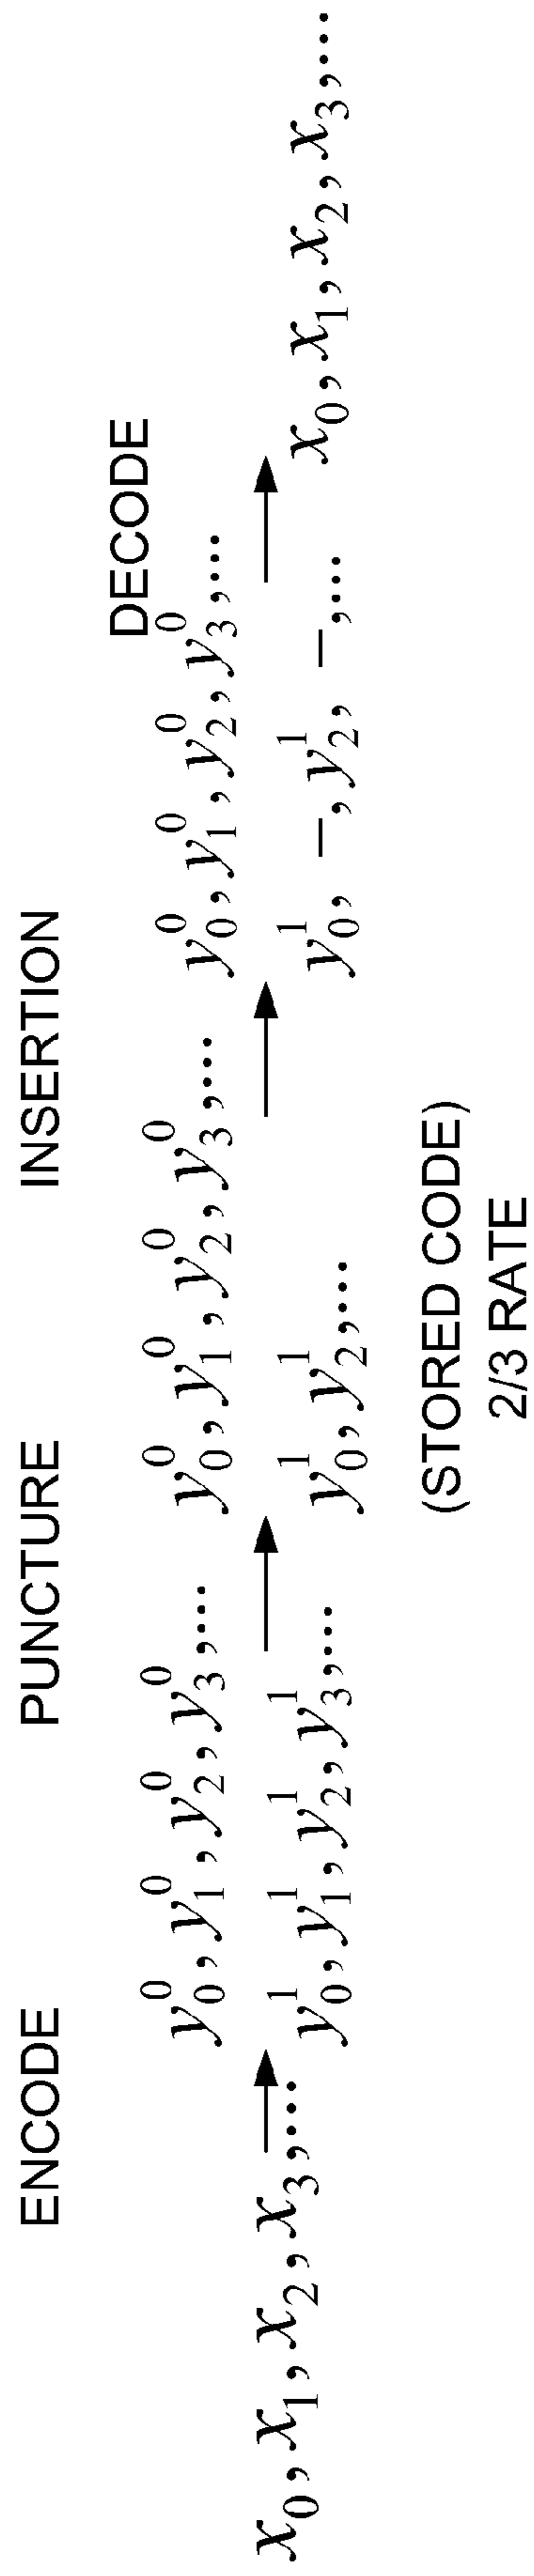 ENCODE PUNCTURE INSERTION DECODE
x₀, x₁, x₂, x₃,...
y₀⁰, y₁⁰, y₂⁰, y₃⁰,...
y₀¹, y₁¹, y₂¹, y₃¹,...
y₀⁰, y₁⁰, y₂⁰, y₃⁰,...
y₀¹, y₂¹,...
(STORED CODE)
2/3 RATE
y₀⁰, y₁⁰, y₂⁰, y₃⁰,...
y₀¹, –, y₂¹, –,...
x₀, x₁, x₂, x₃,...